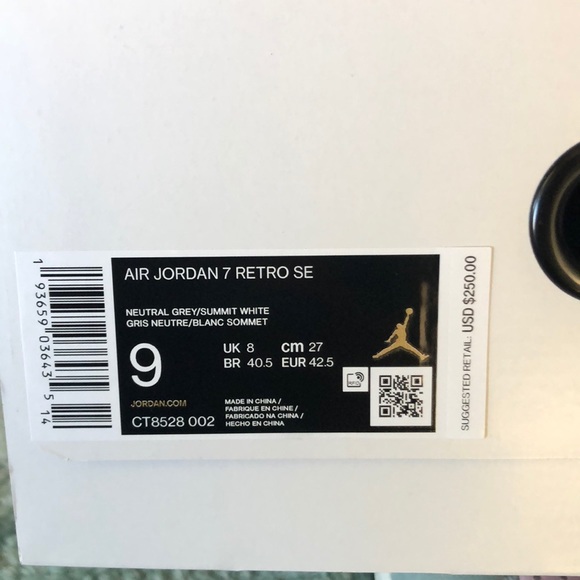 AIR JORDAN 7 RETRO SE
NEUTRAL GREY/SUMMIT WHITE
GRIS NEUTRE/BLANC SOMMET
9
UK 8 cm 27
BR 40.5 EUR 42.5
JORDAN.COM
CT8528 002
MADE IN CHINA /
FABRIQUE EN CHINE /
FABRICADO NA CHINA /
HECHO EN CHINA
1 93659 03643 5 14
SUGGESTED RETAIL: USD $250.00